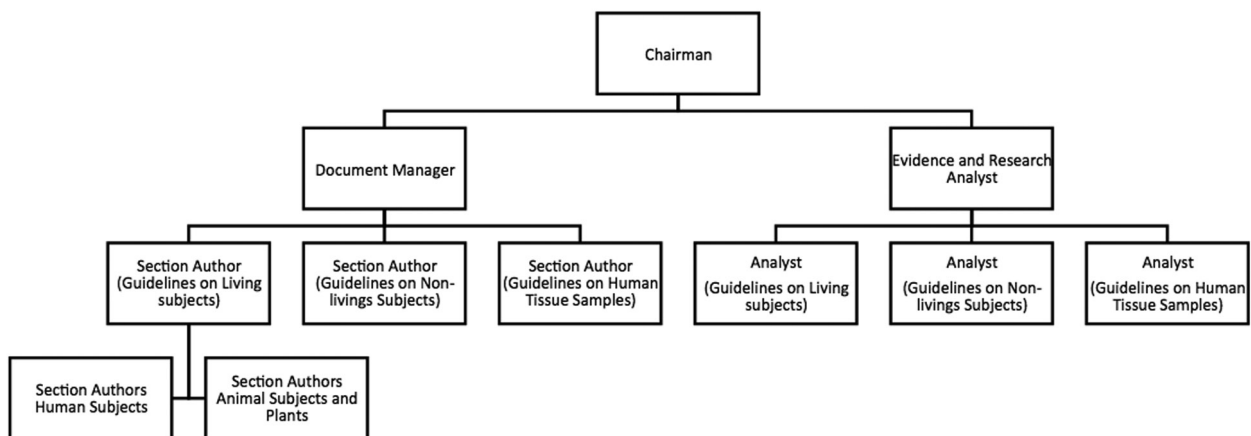 Chairman
Document Manager
Evidence and Research
Analyst
Section Author
(Guidelines on Living
subjects)
Section Author
(Guidelines on Non-
livings Subjects)
Section Author
(Guidelines on Human
Tissue Samples)
Analyst
(Guidelines on Living
subjects)
Analyst
(Guidelines on Non-
livings Subjects)
Analyst
(Guidelines on Human
Tissue Samples)
Section Authors
Human Subjects
Section Authors
Animal Subjects and
Plants